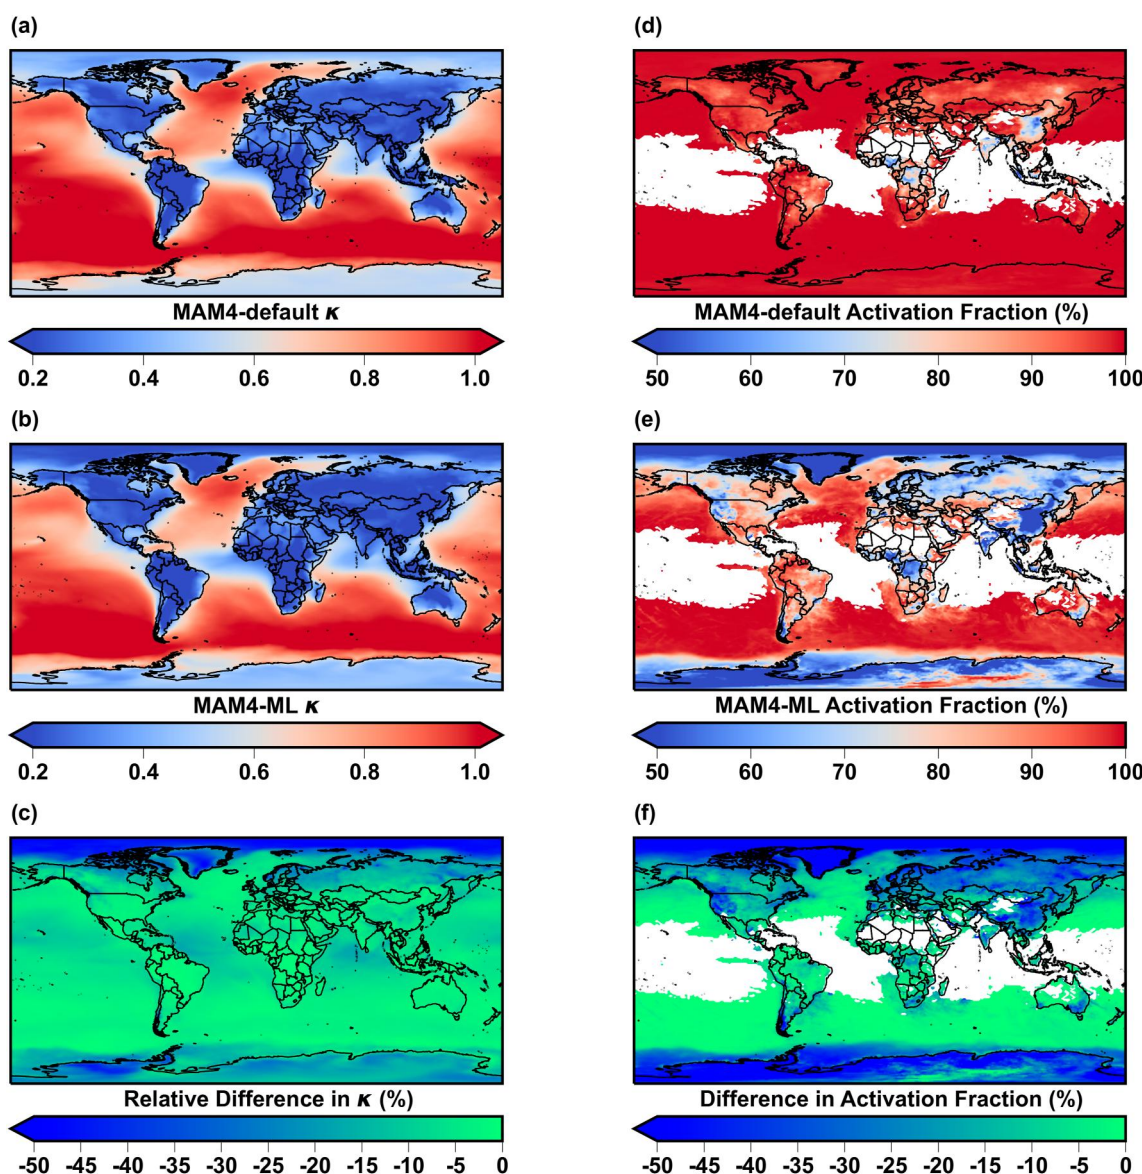 (a)
(d)
MAM4-default κ
MAM4-default Activation Fraction (%)
0.2 0.4 0.6 0.8 1.0
50 60 70 80 90 100
(b)
(e)
MAM4-ML κ
MAM4-ML Activation Fraction (%)
0.2 0.4 0.6 0.8 1.0
50 60 70 80 90 100
(c)
(f)
Relative Difference in κ (%)
Difference in Activation Fraction (%)
-50 -45 -40 -35 -30 -25 -20 -15 -10 -5 0
-50 -45 -40 -35 -30 -25 -20 -15 -10 -5 0